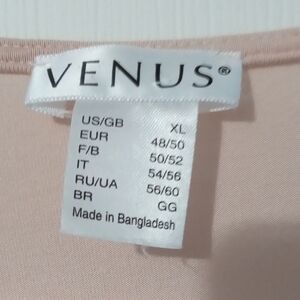 VENUS®
US/GB XL
EUR 48/50
F/B 50/52
IT 54/56
RU/UA 56/60
BR GG
Made in Bangladesh